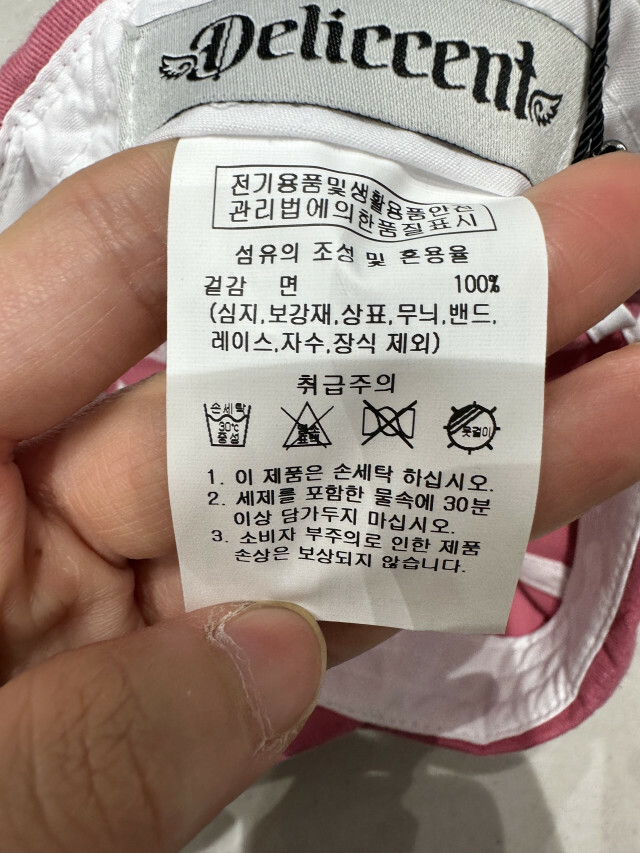 Deliccent
전기용품및생활용품안전
관리법에의한품질표시
섬유의 조성 및 혼용율
겉감 면 100%
(심지,보강재,상표,무늬,밴드,
레이스,자수,장식 제외)
취급주의
손세탁
30℃
중성
옷걸이
1. 이 제품은 손세탁 하십시오.
2. 세제를 포함한 물속에 30분
이상 담가두지 마십시오.
3. 소비자 부주의로 인한 제품
손상은 보상되지 않습니다.